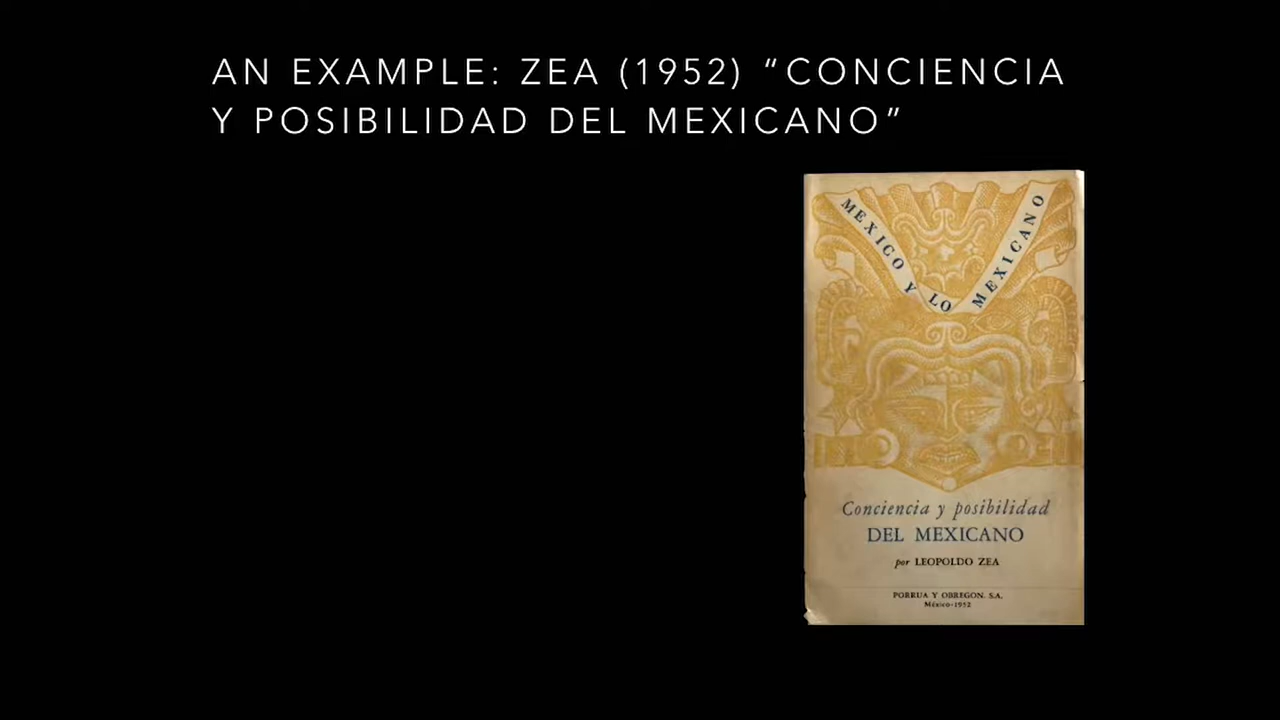 AN EXAMPLE: ZEA (1952) “CONCIENCIA
Y POSIBILIDAD DEL MEXICANO”
MEXICO Y LO MEXICANO
Conciencia y posibilidad
DEL MEXICANO
por LEOPOLDO ZEA
PORRUA Y OBREGON. S.A.
México-1952